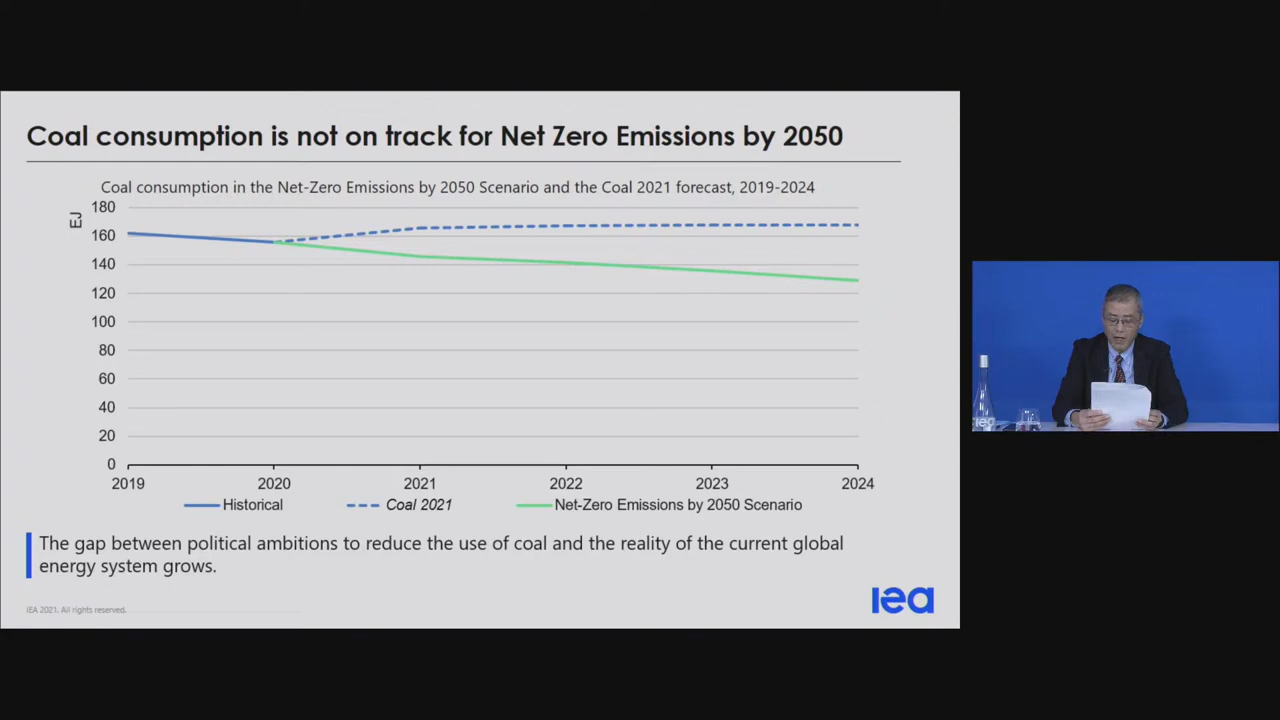 Coal consumption is not on track for Net Zero Emissions by 2050
Coal consumption in the Net-Zero Emissions by 2050 Scenario and the Coal 2021 forecast, 2019-2024
EJ
180
160
140
120
100
80
60
40
20
0
2019 2020 2021 2022 2023 2024
Historical Coal 2021 Net-Zero Emissions by 2050 Scenario
The gap between political ambitions to reduce the use of coal and the reality of the current global
energy system grows.
IEA 2021. All rights reserved.
iea
iea